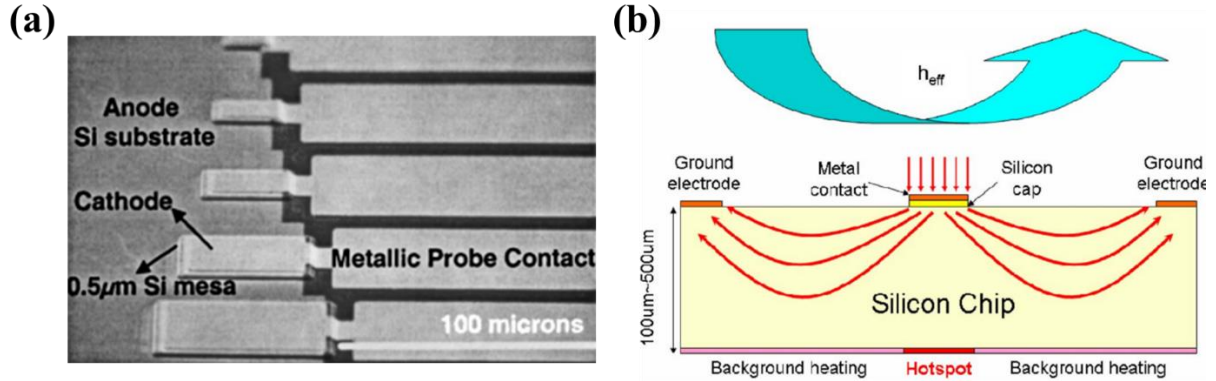 (a)
Anode
Si substrate
Cathode
0.5μm Si mesa
Metallic Probe Contact
100 microns
(b)
heff
Ground
electrode
Metal
contact
Silicon
cap
Ground
electrode
100um~500um
Silicon Chip
Background heating
Hotspot
Background heating